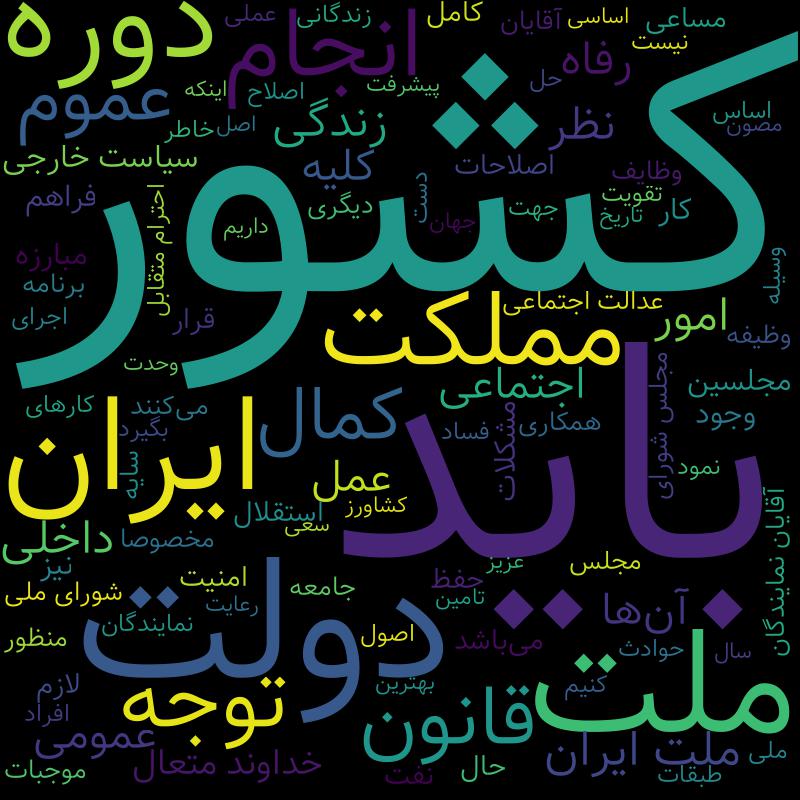 دوره
عملی
زندگانی
کامل
آقایان
اساسی
مساعی
انجام
نیست
رفاه
حل
پیشرفت
اصلاح
اینکه
عموم
اساس
مصون
نظر
اصل
خاطر
زندگی
کشور
سیاست خارجی
کلیه
اصلاحات
وظایف
تقویت
فراهم
دست
دیگری
جهت
تاریخ
کار
جهان
داریم
احترام متقابل
مبارزه
برنامه
وسیله
اجرای
قرار
عدالت اجتماعی
امور
مملکت
وظیفه
وحدت
اجتماعی
مجلس شورای
مجلسین
کارهای
می‌کنند
کمال
وجود
همکاری
فساد
بگیرد
ایران
باید
مشکلات
سایه
عمل
نمود
کشاورز
استقلال
سعی
داخلی
مخصوصا
آقایان نمایندگان
نیز
امنیت
جامعه
حفظ
عزیز
مجلس
شورای ملی
رعایت
تامین
آن‌ها
دولت
نمایندگان
اصول
می‌باشد
منظور
حوادث
سال
ملت
لازم
توجه
بهترین
کنیم
افراد
قانون
عمومی
ملت ایران
ملی
موجبات
خداوند متعال
نفت
حال
طبقات